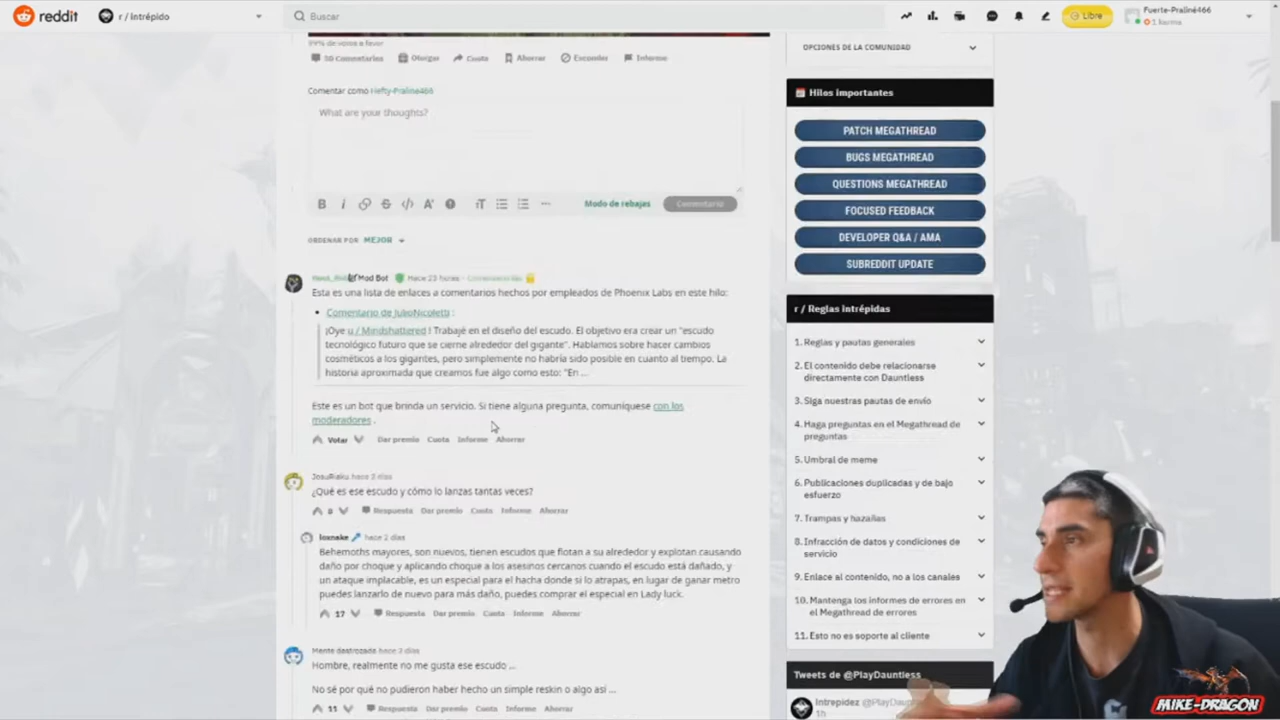 reddit
r / Intrépido
Buscar
Libre
Fuerte-Praliné466
1 karma
99% de votos a favor
50 Comentarios
Otorgar
Cuota
Ahorrar
Esconder
Informe
Comentar como Hefty-Praline466
What are your thoughts?
Modo de rebajes
Comentario
ORDENAR POR MEJOR
Mod Bot
Hace 23 horas
Esta es una lista de enlaces a comentarios hechos por empleados de Phoenix Labs en este hilo:
Comentario de JulioNicoletti :
¡Oye u / Mindshattered ! Trabajé en el diseño del escudo. El objetivo era crear un "escudo
tecnológico futuro que se cierne alrededor del gigante". Hablamos sobre hacer cambios
cosméticos a los gigantes, pero simplemente no habría sido posible en cuanto al tiempo. La
historia aproximada que creamos fue algo como esto: "En ...
Este es un bot que brinda un servicio. Si tiene alguna pregunta, comuníquese con los
moderadores .
Votar
Dar premio
Cuota
Informe
Ahorrar
JosuRiaku hace 3 días
¿Qué es ese escudo y cómo lo lanzas tantas veces?
8
Respuesta
Dar premio
Cuota
Informe
Ahorrar
losnake
hace 2 días
Behemoths mayores, son nuevos, tienen escudos que flotan a su alrededor y explotan causando
daño por choque y aplicando choque a los asesinos cercanos cuando el escudo está dañado, y
un ataque implacable, es un especial para el hacha donde si lo atrapas, en lugar de ganar metro
puedes lanzarlo de nuevo para más daño, puedes comprar el especial en Lady luck.
17
Respuesta
Dar premio
Cuota
Informe
Ahorrar
Mente destrozada hace 3 días
Hombre, realmente no me gusta ese escudo ...
No sé por qué no pudieron haber hecho un simple reskin o algo así ...
11
Respuesta
Dar premio
Cuota
Informe
Ahorrar
OPCIONES DE LA COMUNIDAD
Hilos importantes
PATCH MEGATHREAD
BUGS MEGATHREAD
QUESTIONS MEGATHREAD
FOCUSED FEEDBACK
DEVELOPER Q&A / AMA
SUBREDDIT UPDATE
r / Reglas intrépidas
1. Reglas y pautas generales
2. El contenido debe relacionarse
directamente con Dauntless
3. Siga nuestras pautas de envío
4. Haga preguntas en el Megathread de
preguntas
5. Umbral de meme
6. Publicaciones duplicadas y de bajo
esfuerzo
7. Trampas y hazañas
8. Infracción de datos y condiciones de
servicio
9. Enlace al contenido, no a los canales
10. Mantenga los informes de errores en
el Megathread de errores
11. Esto no es soporte al cliente
Tweets de @PlayDauntless
Intrepidez
1h
MIKE-DRAGON